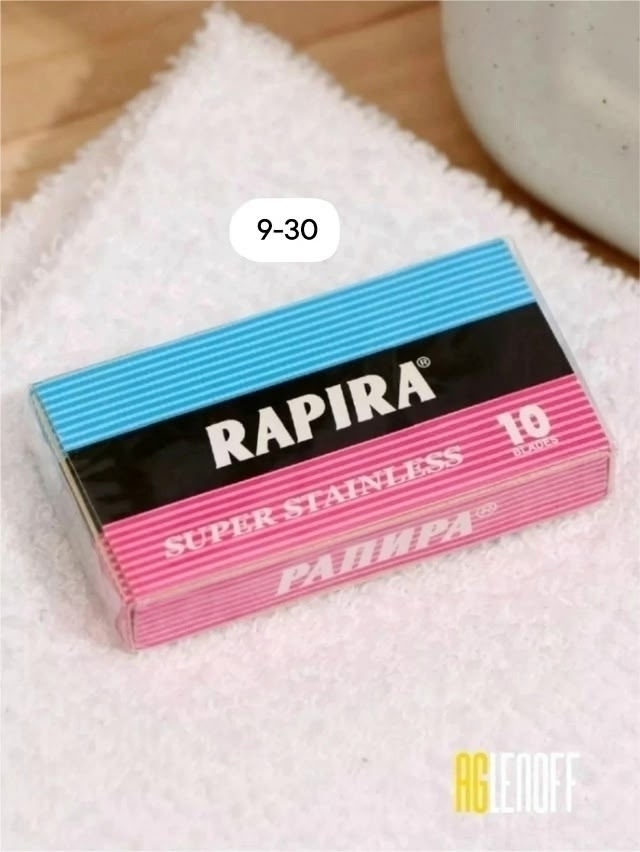 9-30
RAPIRA®
10
BLADES
SUPER STAINLESS
РАПИРА®
AGLENOFF